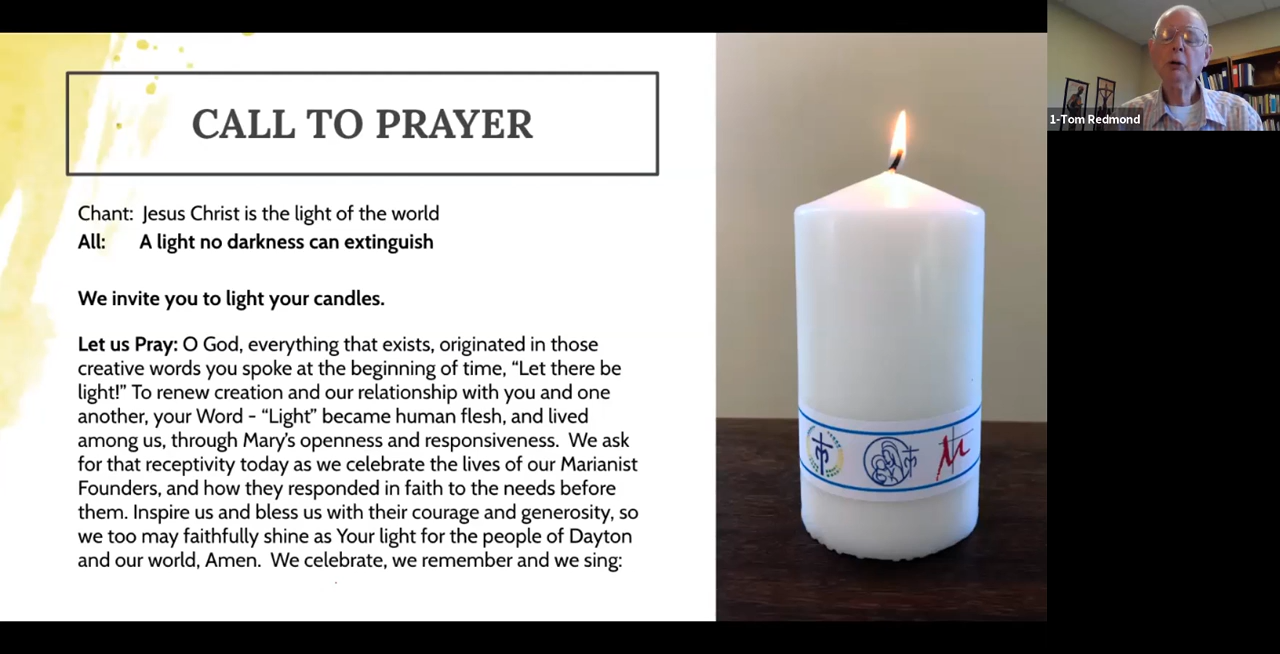 CALL TO PRAYER
1-Tom Redmond
Chant: Jesus Christ is the light of the world
All: A light no darkness can extinguish
We invite you to light your candles.
Let us Pray: O God, everything that exists, originated in those
creative words you spoke at the beginning of time, “Let there be
light!” To renew creation and our relationship with you and one
another, your Word - “Light” became human flesh, and lived
among us, through Mary’s openness and responsiveness. We ask
for that receptivity today as we celebrate the lives of our Marianist
Founders, and how they responded in faith to the needs before
them. Inspire us and bless us with their courage and generosity, so
we too may faithfully shine as Your light for the people of Dayton
and our world, Amen. We celebrate, we remember and we sing: